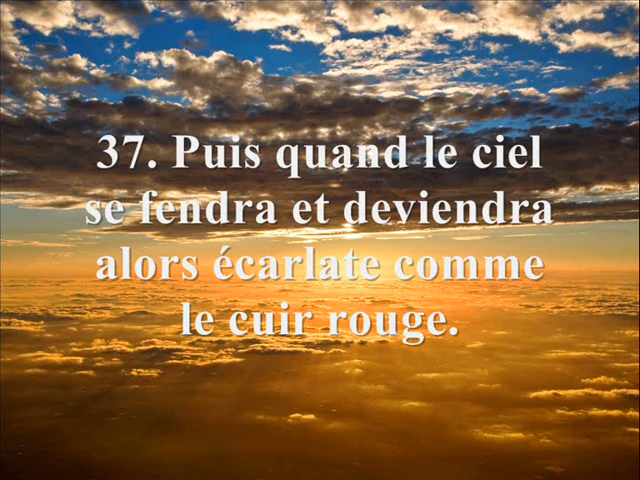 37. Puis quand le ciel
se fendra et deviendra
alors écarlate comme
le cuir rouge.